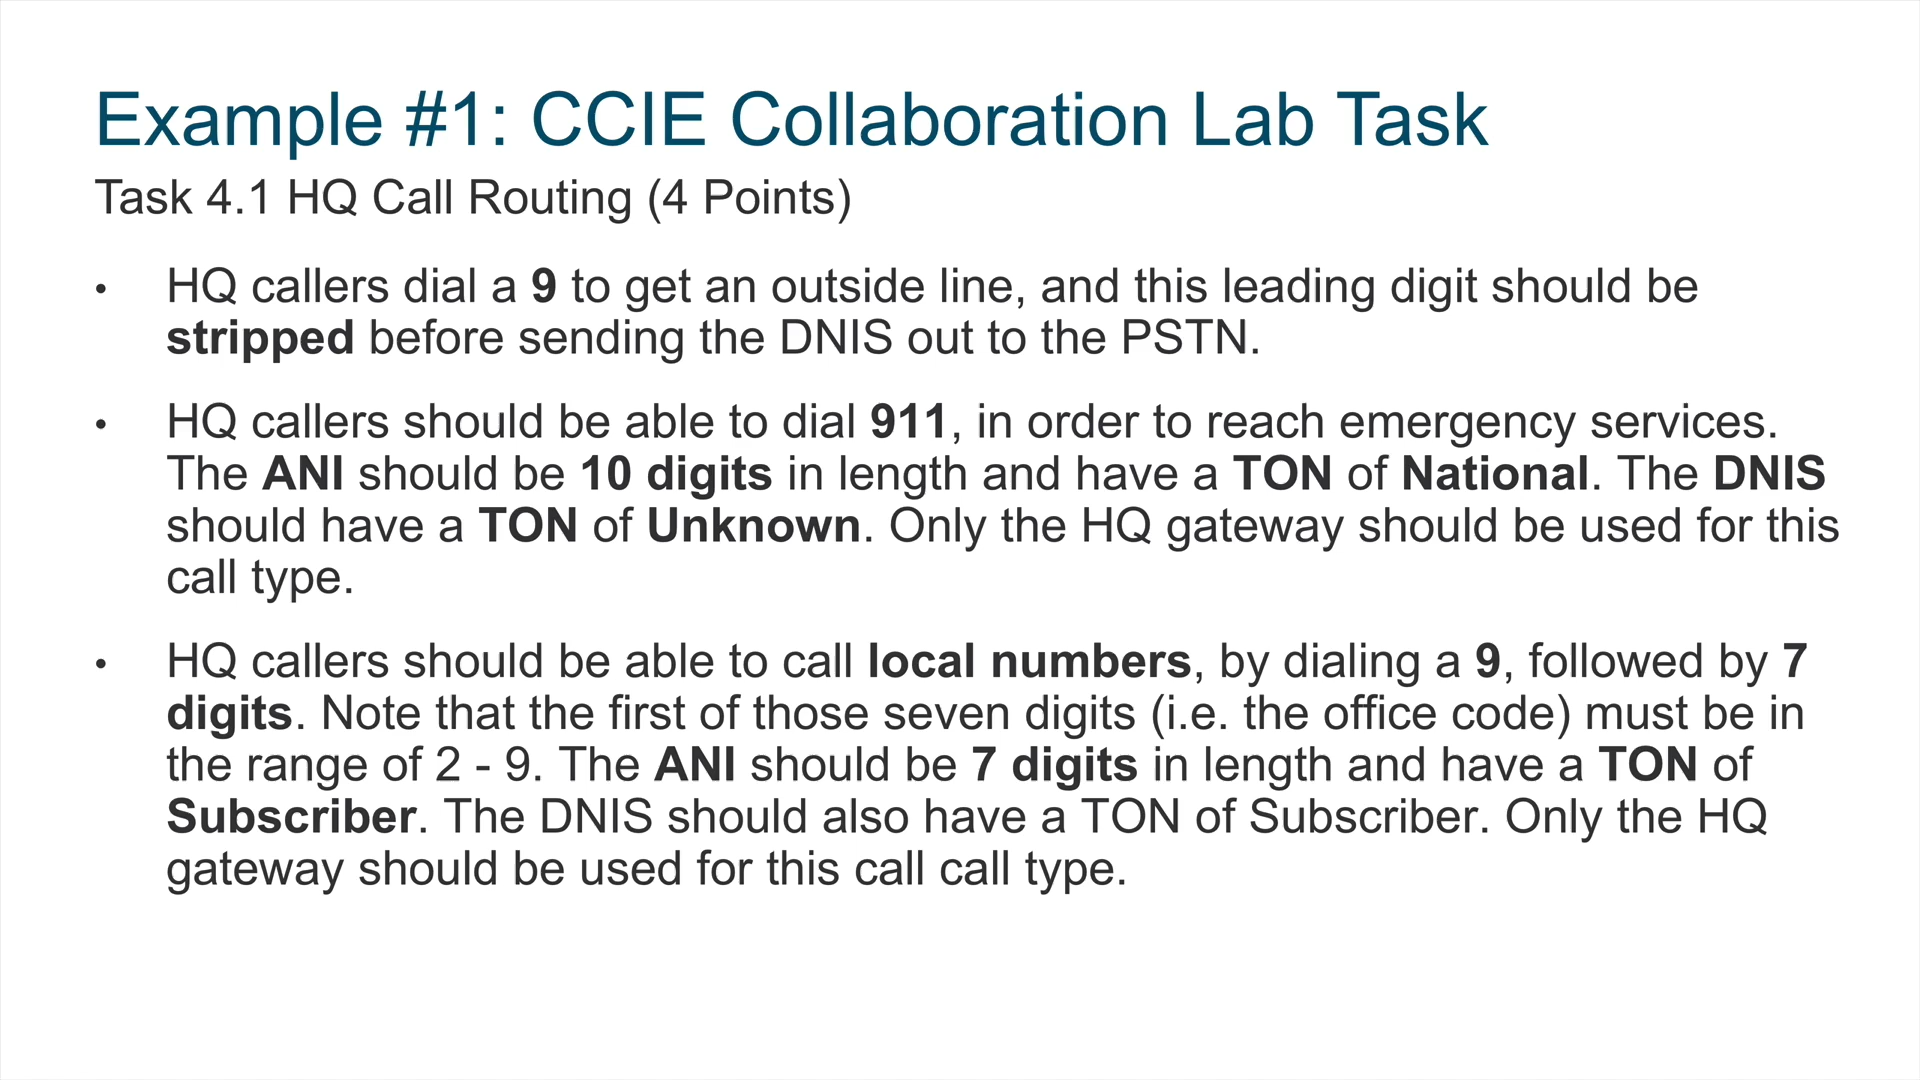 Example #1: CCIE Collaboration Lab Task
Task 4.1 HQ Call Routing (4 Points)
• HQ callers dial a 9 to get an outside line, and this leading digit should be
stripped before sending the DNIS out to the PSTN.
• HQ callers should be able to dial 911, in order to reach emergency services.
The ANI should be 10 digits in length and have a TON of National. The DNIS
should have a TON of Unknown. Only the HQ gateway should be used for this
call type.
• HQ callers should be able to call local numbers, by dialing a 9, followed by 7
digits. Note that the first of those seven digits (i.e. the office code) must be in
the range of 2 - 9. The ANI should be 7 digits in length and have a TON of
Subscriber. The DNIS should also have a TON of Subscriber. Only the HQ
gateway should be used for this call call type.